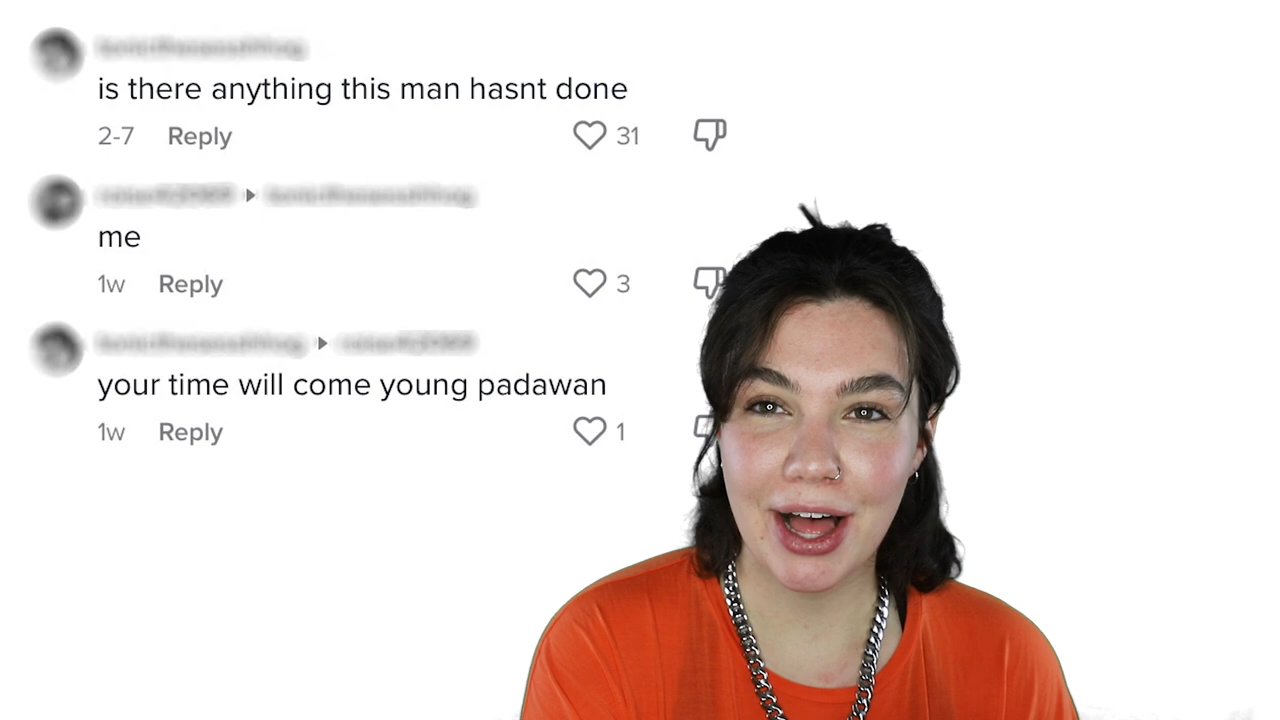 is there anything this man hasnt done
2-7 Reply 31
me
1w Reply 3
your time will come young padawan
1w Reply 1